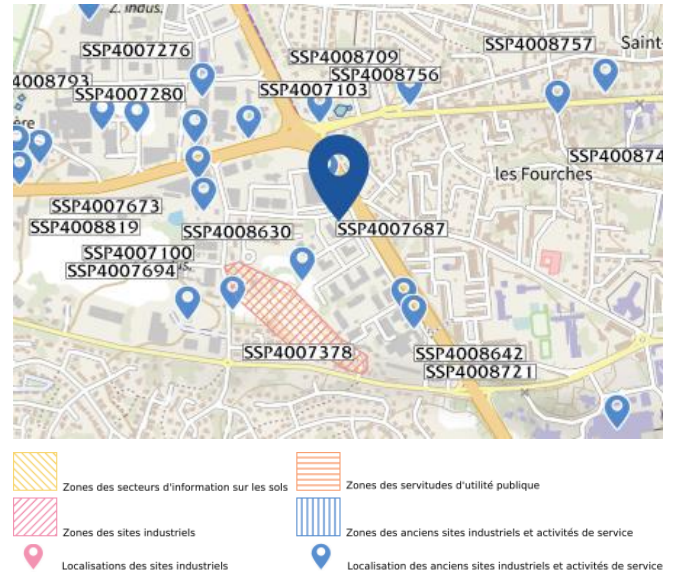 Z. Indus.
SSP4007276
SSP4008709
SSP4008757
Saint-
4008793
SSP4008756
SSP4007280
SSP4007103
ère
SSP400874
les Fourches
SSP4007673
SSP4008819
SSP4008630
SSP4007687
SSP4007100
SSP4007694
us.
SSP4007378
SSP4008642
SSP4008721
Zones des secteurs d'information sur les sols
Zones des servitudes d'utilité publique
Zones des sites industriels
Zones des anciens sites industriels et activités de service
Localisations des sites industriels
Localisation des anciens sites industriels et activités de service